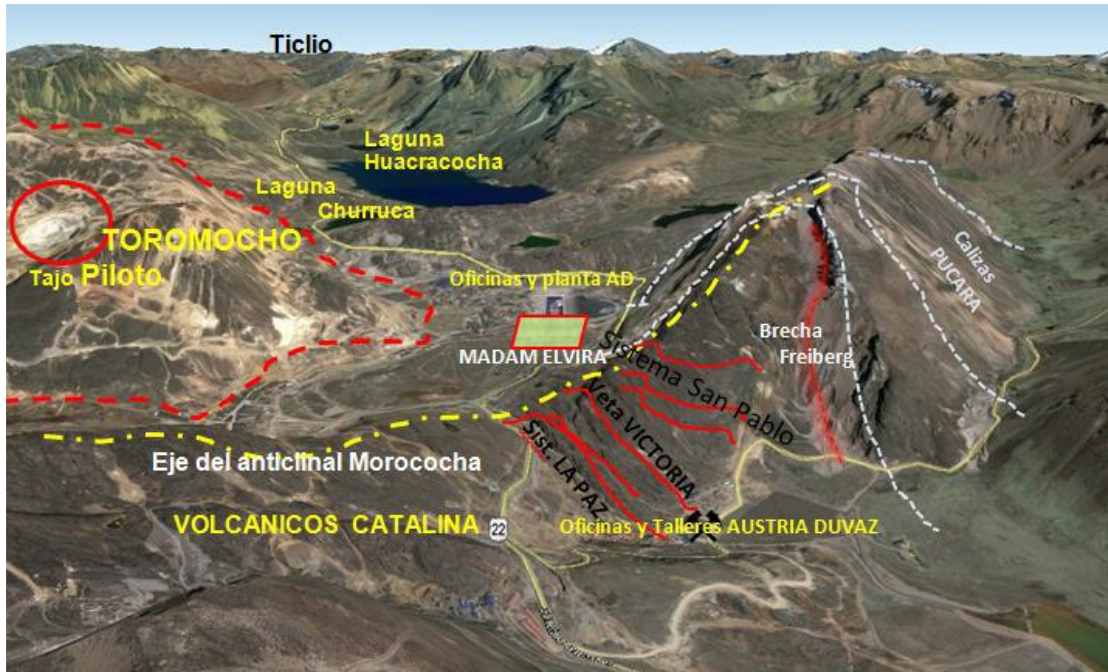 Ticlio
Laguna
Huacracocha
Laguna
Churruca
TOROMOCHO
Tajo Piloto
Oficinas y planta AD
Calizas
PUCARA
MADAM ELVIRA
Brecha
Freiberg
Sistema San Pablo
Veta VICTORIA
Sist. LA PAZ
Eje del anticlinal Morococha
VOLCANICOS CATALINA
22
Oficinas y Talleres AUSTRIA DUVAZ